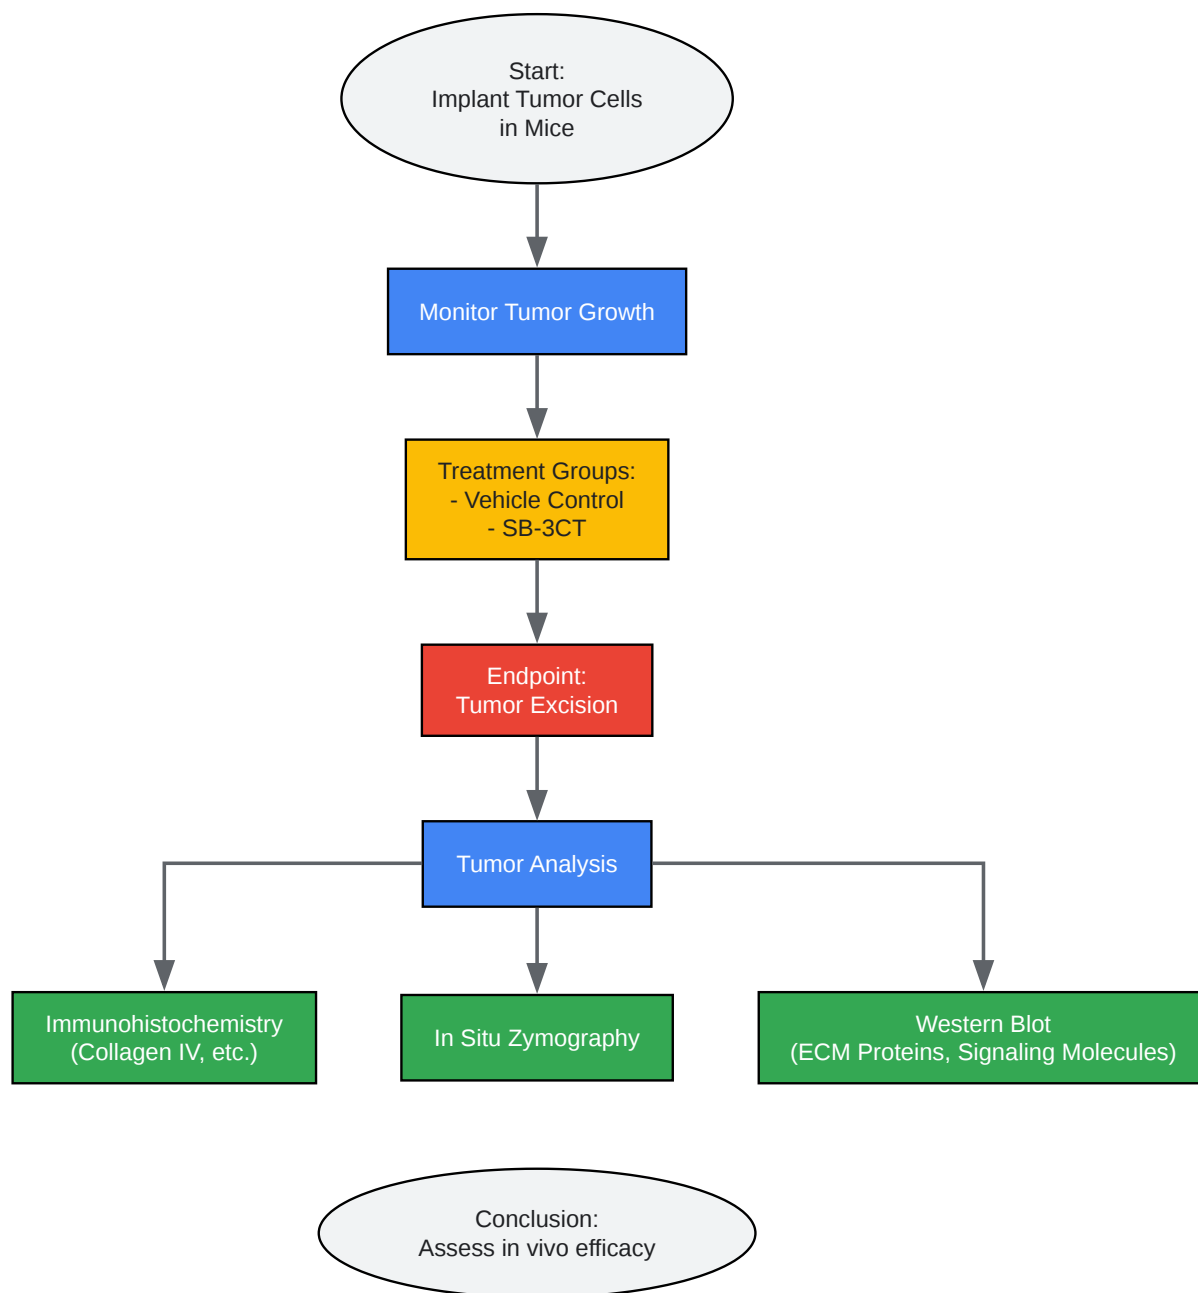 Start:
Implant Tumor Cells
in Mice
Monitor Tumor Growth
Treatment Groups:
- Vehicle Control
- SB-3CT
Endpoint:
Tumor Excision
Tumor Analysis
Immunohistochemistry
(Collagen IV, etc.)
In Situ Zymography
Western Blot
(ECM Proteins, Signaling Molecules)
Conclusion:
Assess in vivo efficacy